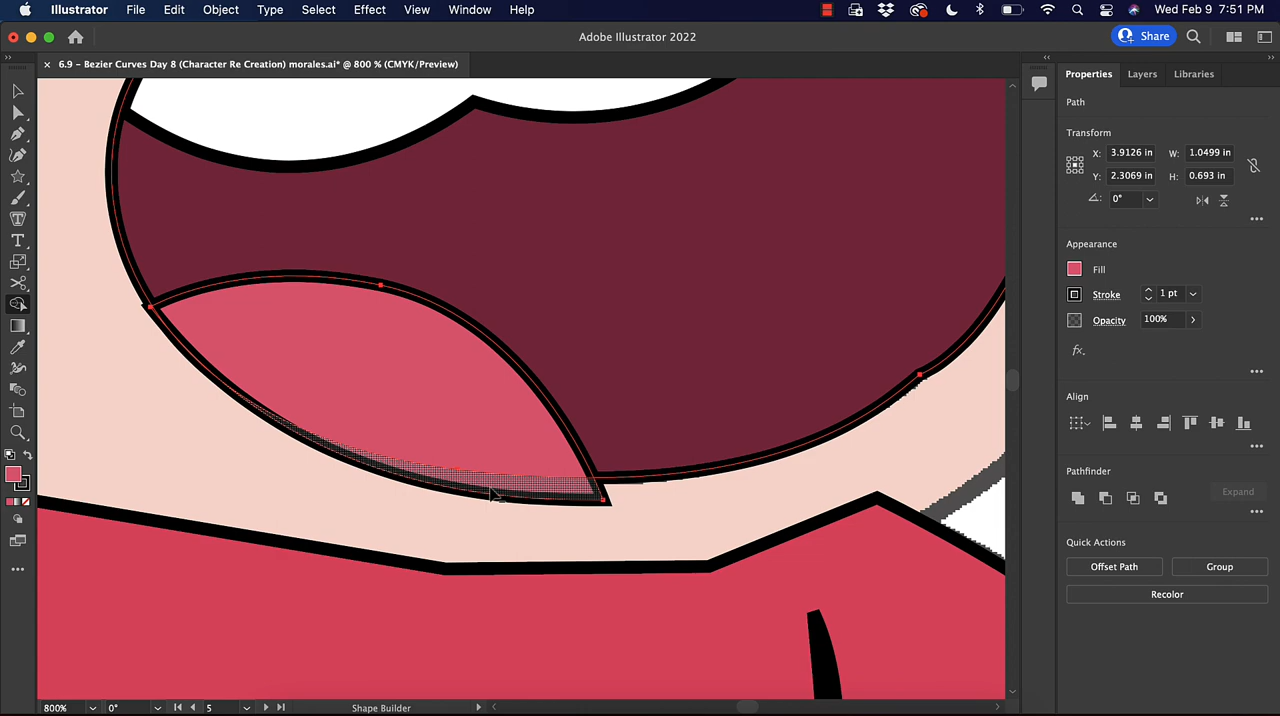 Illustrator File Edit Object Type Select Effect View Window Help Wed Feb 9 7:51 PM
Adobe Illustrator 2022 Share
× 6.9 - Bezier Curves Day 8 (Character Re Creation) morales.ai* @ 800 % (CMYK/Preview)
Properties Layers Libraries
Path
Transform
X: 3.9126 in W: 1.0499 in
Y: 2.3069 in H: 0.693 in
0°
Appearance
Fill
Stroke 1 pt
Opacity 100%
fx.
Align
Pathfinder
Expand
Quick Actions
Offset Path Group
Recolor
800% 0° 5 Shape Builder